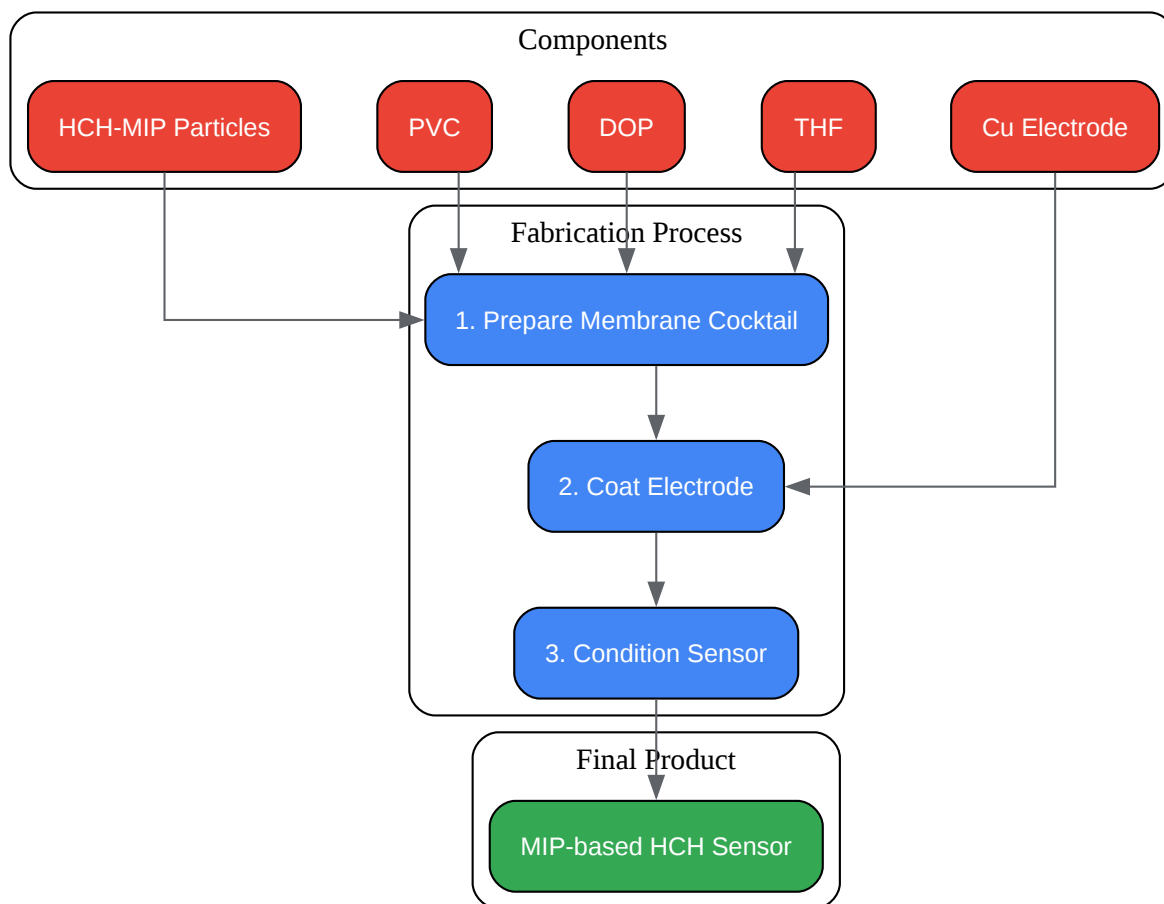 Components
HCH-MIP Particles
PVC
DOP
THF
Cu Electrode
Fabrication Process
1. Prepare Membrane Cocktail
2. Coat Electrode
3. Condition Sensor
Final Product
MIP-based HCH Sensor